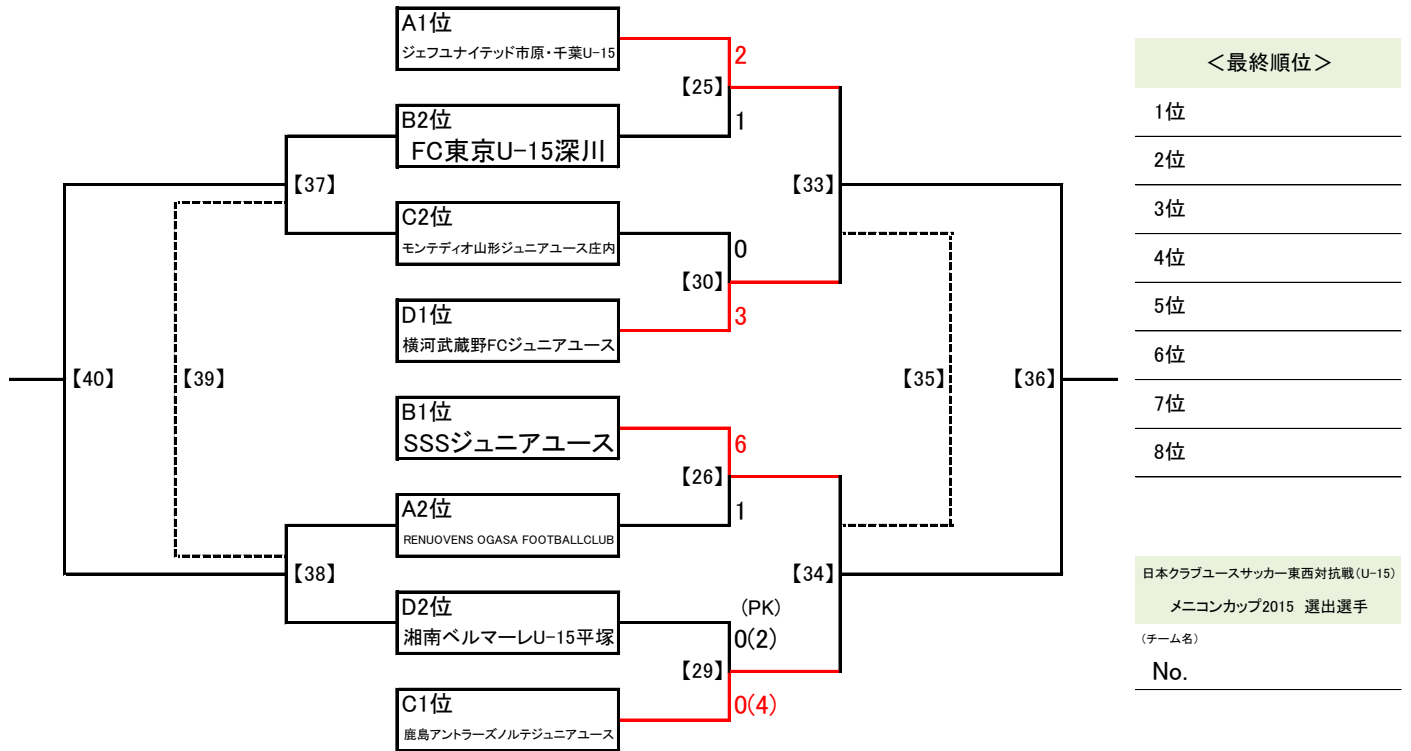 A1位
ジェフユナイテッド市原・千葉U-15
2
【25】
1
B2位
FC東京U-15深川
【37】
【33】
C2位
モンテディオ山形ジュニアユース庄内
0
【30】
3
D1位
横河武蔵野FCジュニアユース
【40】
【39】
【35】
【36】
B1位
SSSジュニアユース
6
【26】
1
A2位
RENUOVENS OGASA FOOTBALLCLUB
【38】
【34】
D2位
湘南ベルマーレU-15平塚
(PK)
0(2)
【29】
0(4)
C1位
鹿島アントラーズノルテジュニアユース
＜最終順位＞
1位
2位
3位
4位
5位
6位
7位
8位
日本クラブユースサッカー東西対抗戦(U-15)
メニコンカップ2015 選出選手
(チーム名)
No.